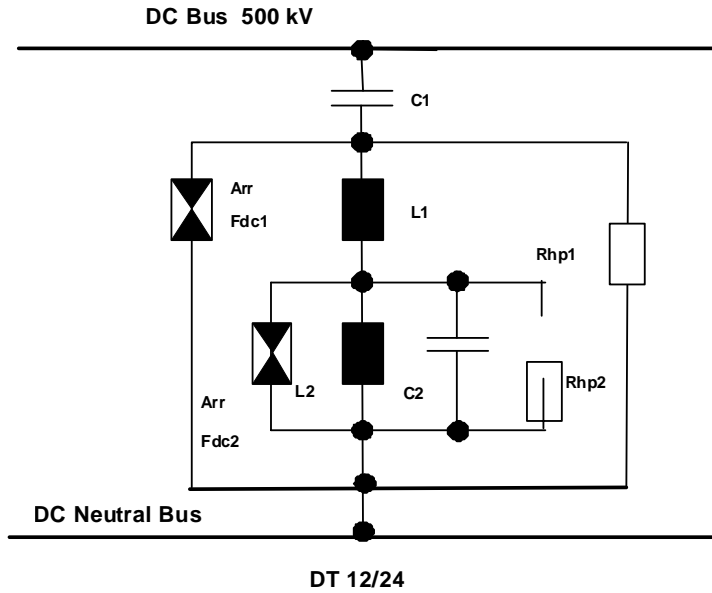 DC Bus 500 kV
C1
Arr
Fdc1
L1
Rhp1
L2
C2
Rhp2
Arr
Fdc2
DC Neutral Bus
DT 12/24